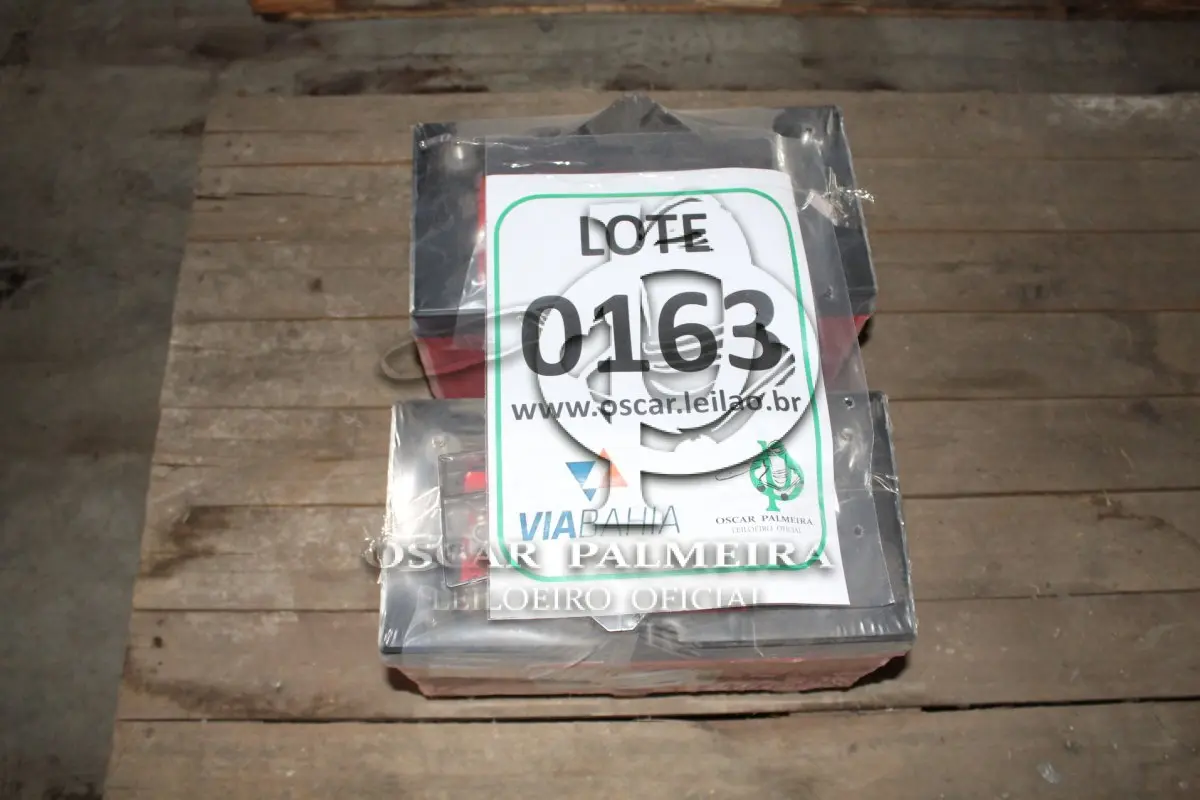 LOTE
0163
www.oscar.leilao.br
VIABAHIA
OSCAR PALMEIRA
LEILOEIRO OFICIAL
OSCAR PALMEIRA
LEILOEIRO OFICIAL